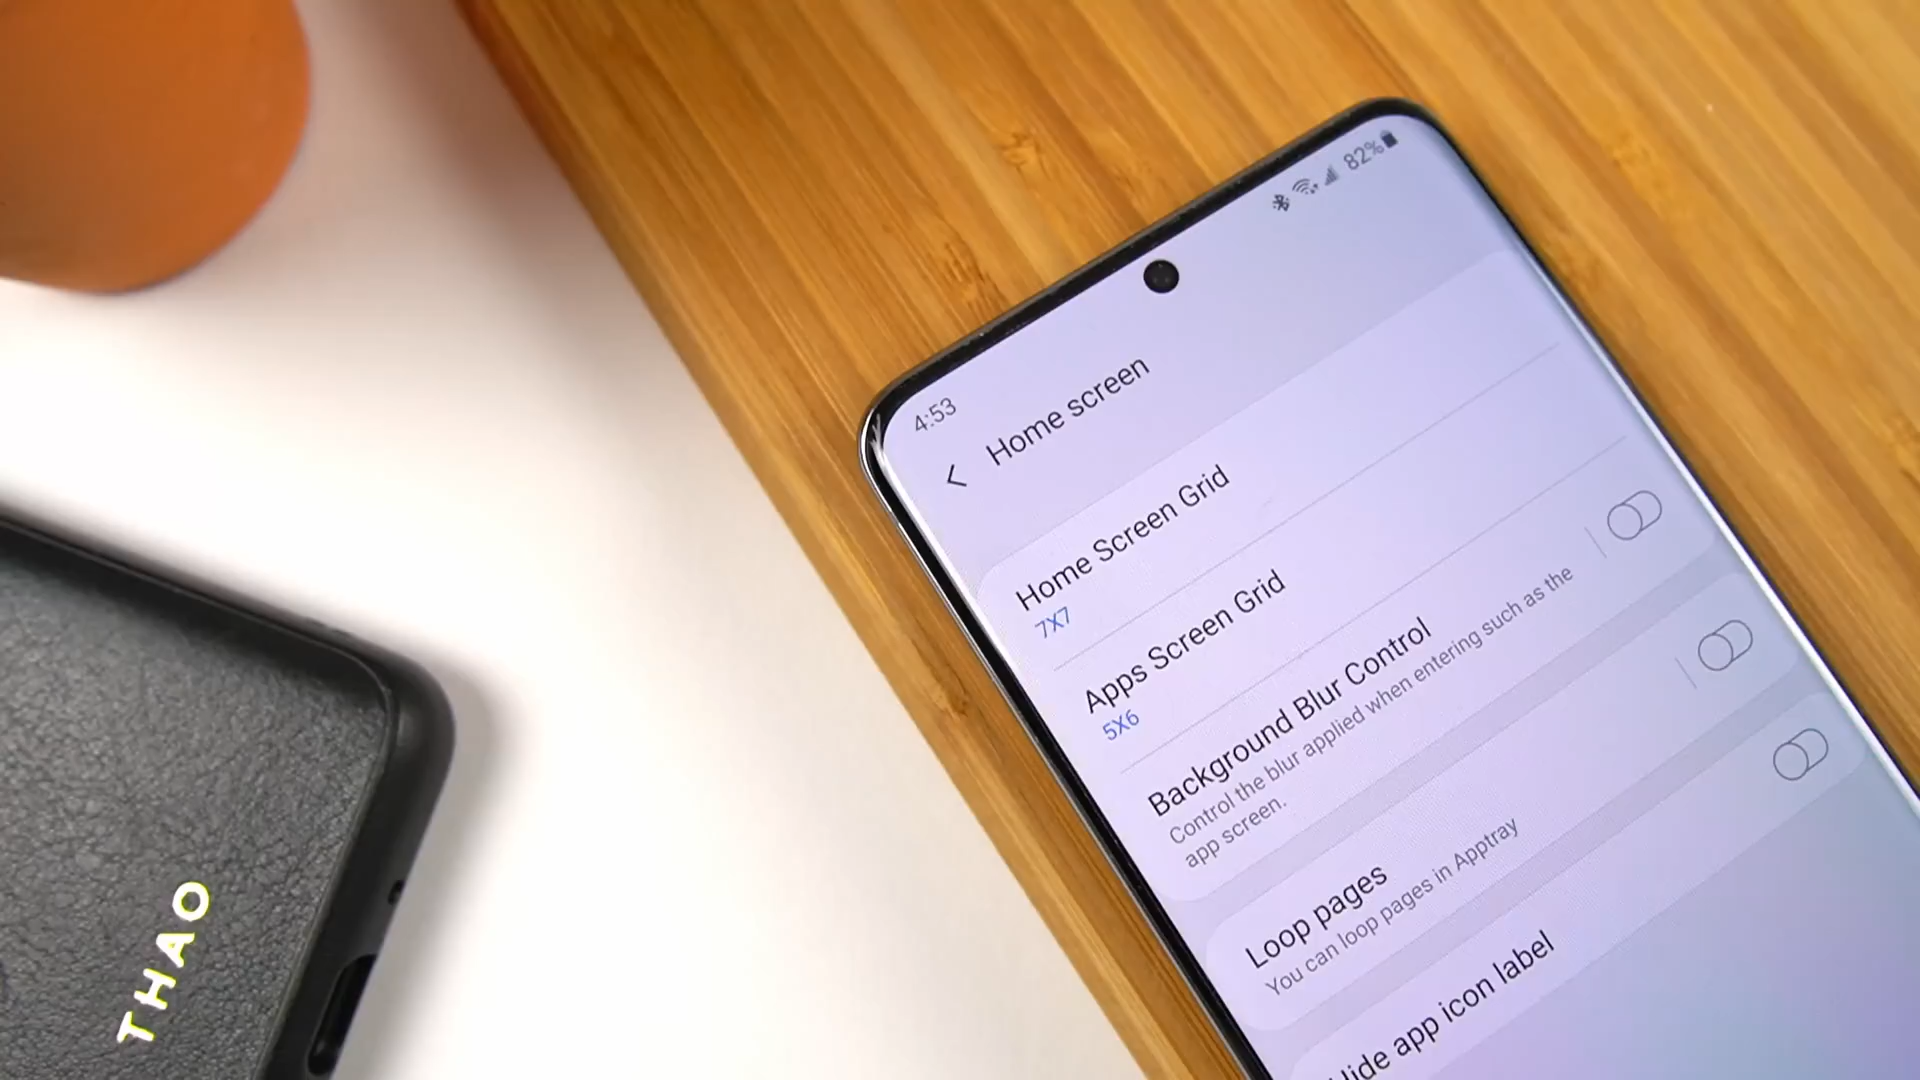 4:53
82%
Home screen
Home Screen Grid
7X7
Apps Screen Grid
5X6
Background Blur Control
Control the blur applied when entering such as the
app screen.
Loop pages
You can loop pages in Apptray
Hide app icon label
THAO